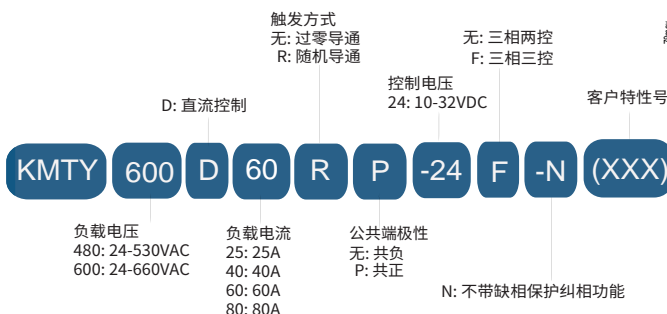 触发方式
无: 过零导通
R: 随机导通
无: 三相两控
F: 三相三控
控制电压
24: 10-32VDC
D: 直流控制
客户特性号
KMTY 600 D 60 R P -24 F -N (XXX)
负载电压
480: 24-530VAC
600: 24-660VAC
负载电流
25: 25A
40: 40A
60: 60A
80: 80A
公共端极性
无: 共负
P: 共正
N: 不带缺相保护纠相功能